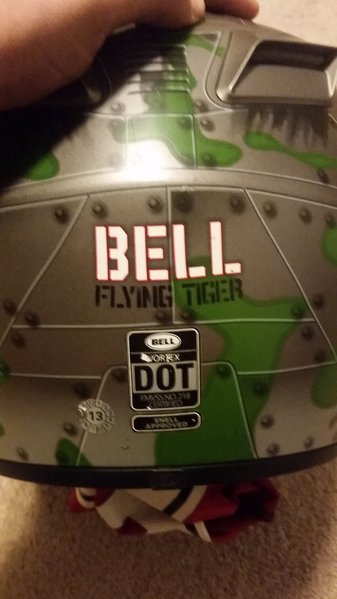 BELL
FLYING TIGER
BELL
VORTEX
DOT
FMVSS NO.218
CERTIFIED
13
SNELL
APPROVED